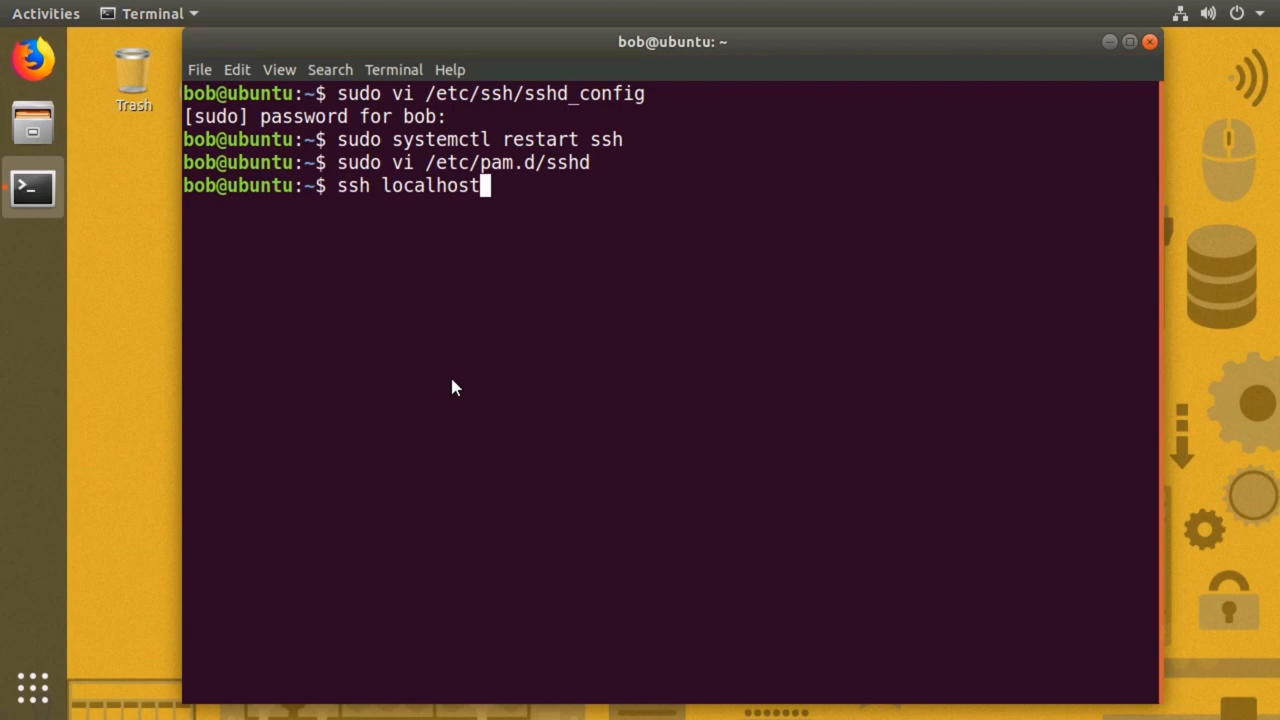 Activities
Terminal
bob@ubuntu: ~
File Edit View Search Terminal Help
Trash
bob@ubuntu:~$ sudo vi /etc/ssh/sshd_config
[sudo] password for bob:
bob@ubuntu:~$ sudo systemctl restart ssh
bob@ubuntu:~$ sudo vi /etc/pam.d/sshd
bob@ubuntu:~$ ssh localhost